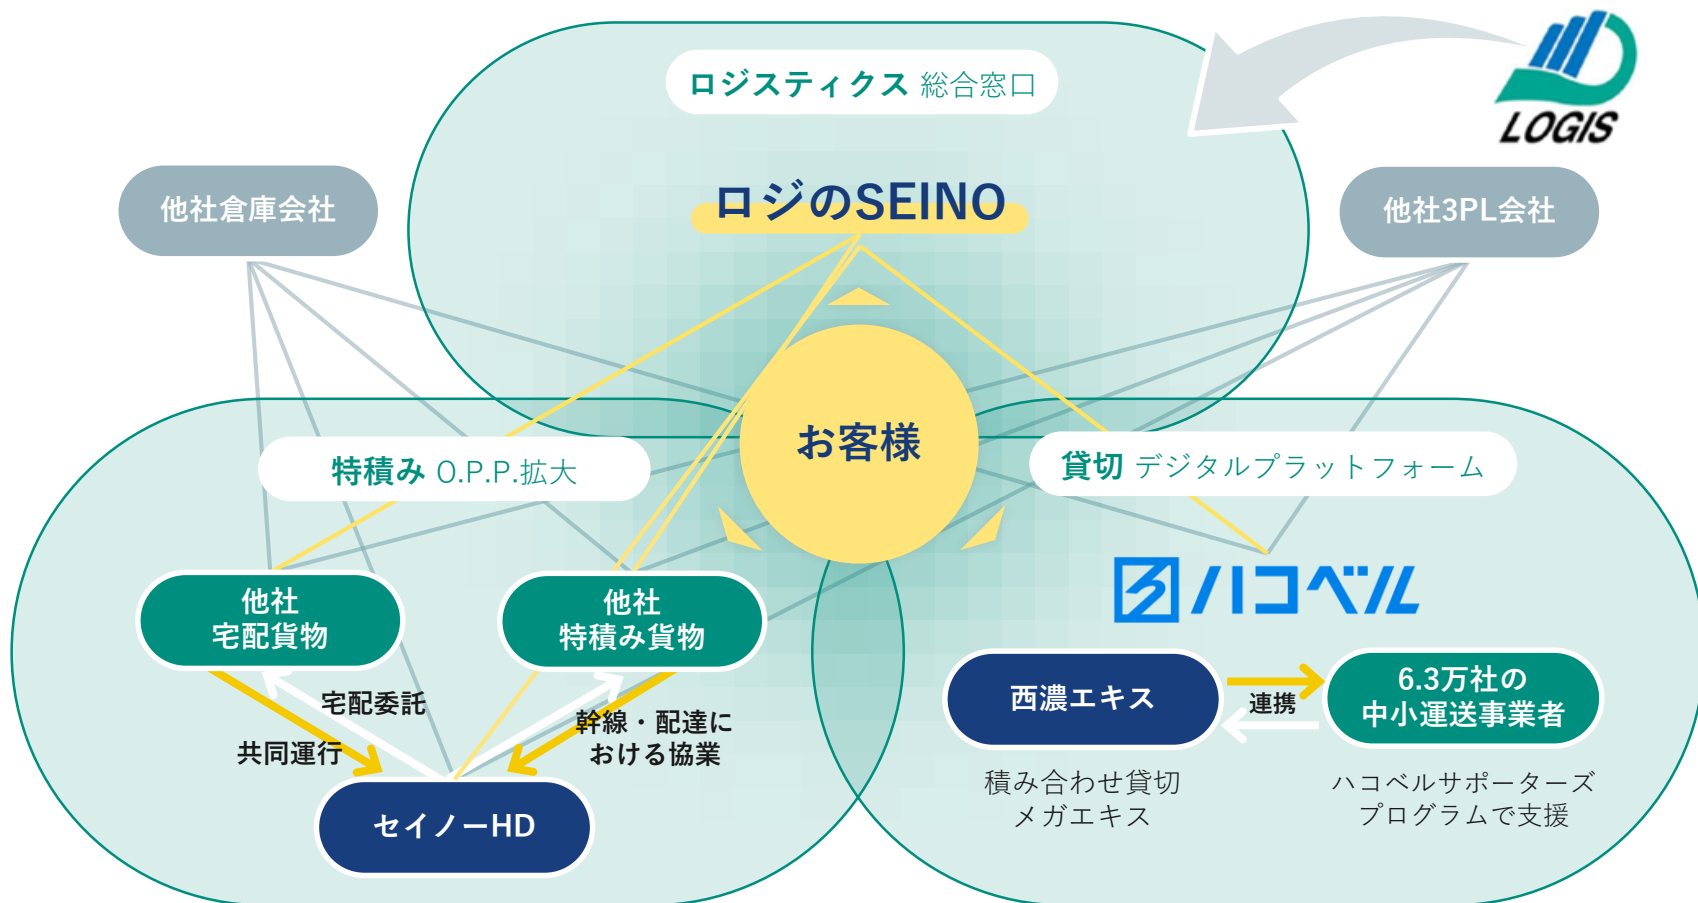 ロジスティクス 総合窓口
LOGIS
他社倉庫会社
ロジのSEINO
他社3PL会社
お客様
特積み O.P.P.拡大
貸切 デジタルプラットフォーム
他社
宅配貨物
他社
特積み貨物
宅配委託
共同運行
幹線・配達に
おける協業
セイノーHD
ハコベル
西濃エキス
連携
6.3万社の
中小運送事業者
積み合わせ貸切
メガエキス
ハコベルサポーターズ
プログラムで支援